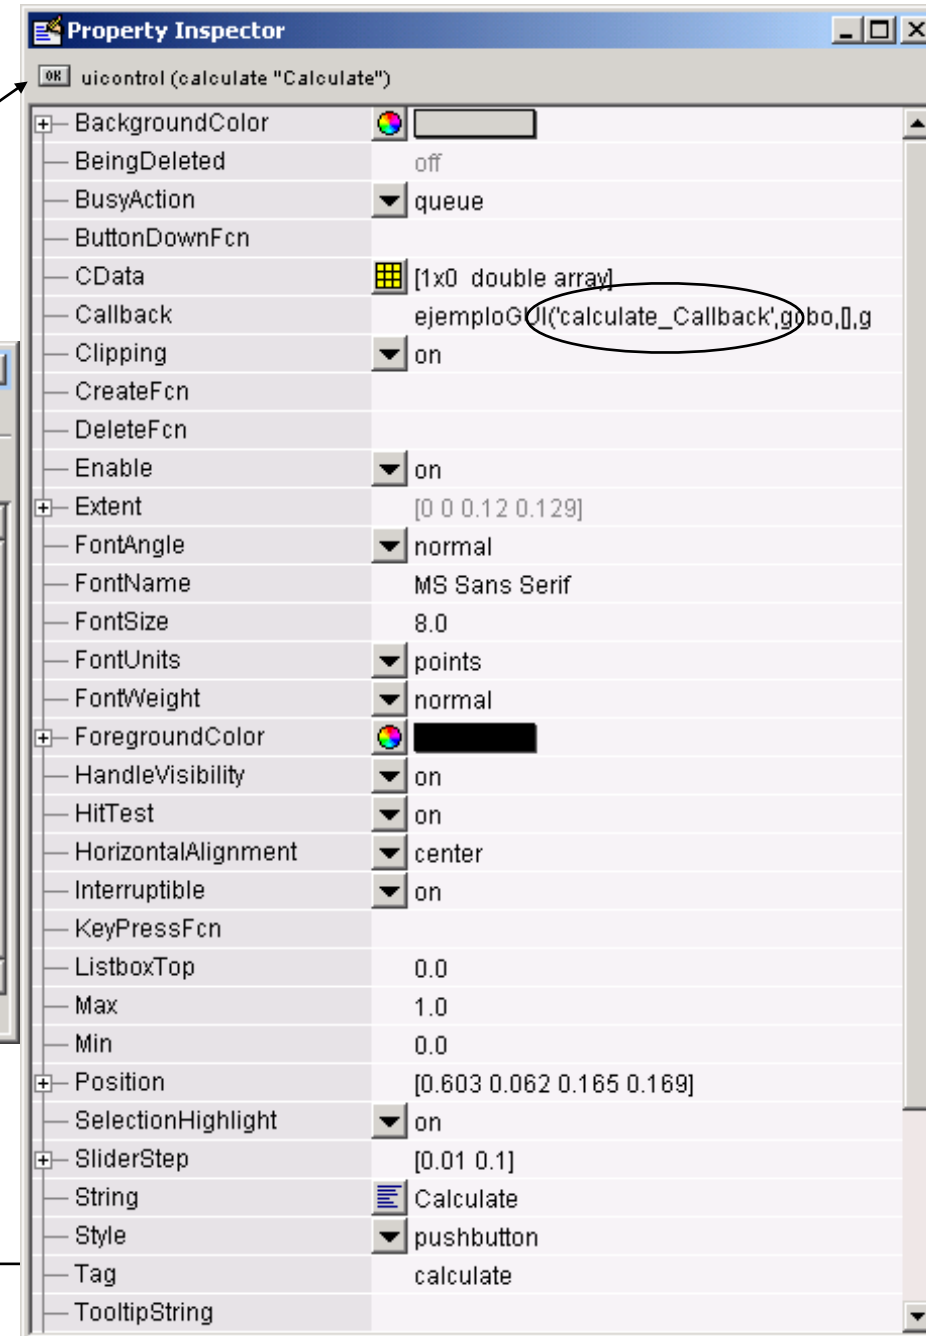 Property Inspector
OK uicontrol (calculate "Calculate")
BackgroundColor
BeingDeleted off
BusyAction queue
ButtonDownFcn
CData [1x0 double array]
Callback ejemploGUI('calculate_Callback',gcbo,[],g
Clipping on
CreateFcn
DeleteFcn
Enable on
Extent [0 0 0.12 0.129]
FontAngle normal
FontName MS Sans Serif
FontSize 8.0
FontUnits points
FontWeight normal
ForegroundColor
HandleVisibility on
HitTest on
HorizontalAlignment center
Interruptible on
KeyPressFcn
ListboxTop 0.0
Max 1.0
Min 0.0
Position [0.603 0.062 0.165 0.169]
SelectionHighlight on
SliderStep [0.01 0.1]
String Calculate
Style pushbutton
Tag calculate
TooltipString